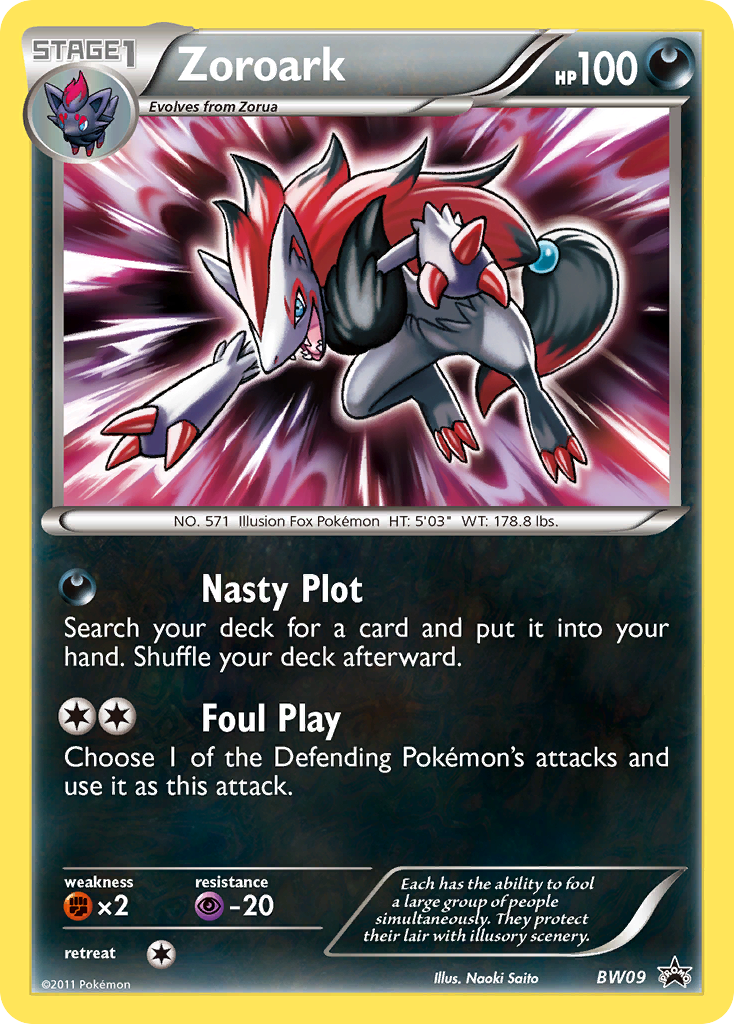 STAGE1
Zoroark
HP100
Evolves from Zorua
NO. 571 Illusion Fox Pokémon HT: 5'03" WT: 178.8 lbs.
Nasty Plot
Search your deck for a card and put it into your
hand. Shuffle your deck afterward.
Foul Play
Choose 1 of the Defending Pokémon's attacks and
use it as this attack.
weakness
×2
resistance
-20
retreat
Each has the ability to fool
a large group of people
simultaneously. They protect
their lair with illusory scenery.
©2011 Pokémon
Illus. Naoki Saito
BW09
PROMO